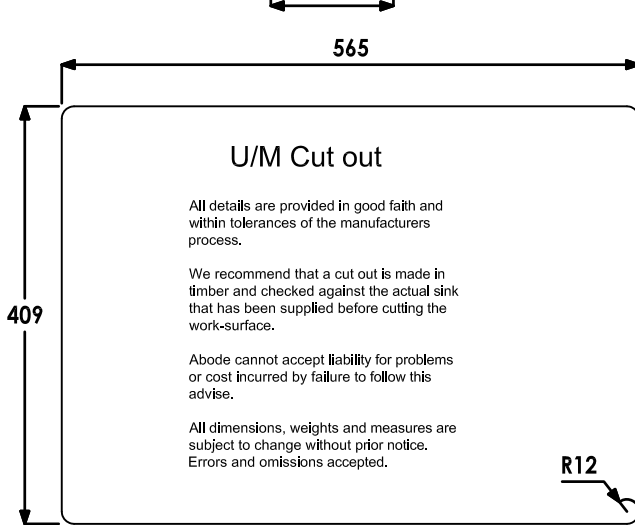 565
U/M Cut out
All details are provided in good faith and
within tolerances of the manufacturers
process.
We recommend that a cut out is made in
timber and checked against the actual sink
that has been supplied before cutting the
work-surface.
409
Abode cannot accept liability for problems
or cost incurred by failure to follow this
advise.
All dimensions, weights and measures are
subject to change without prior notice.
Errors and omissions accepted.
R12